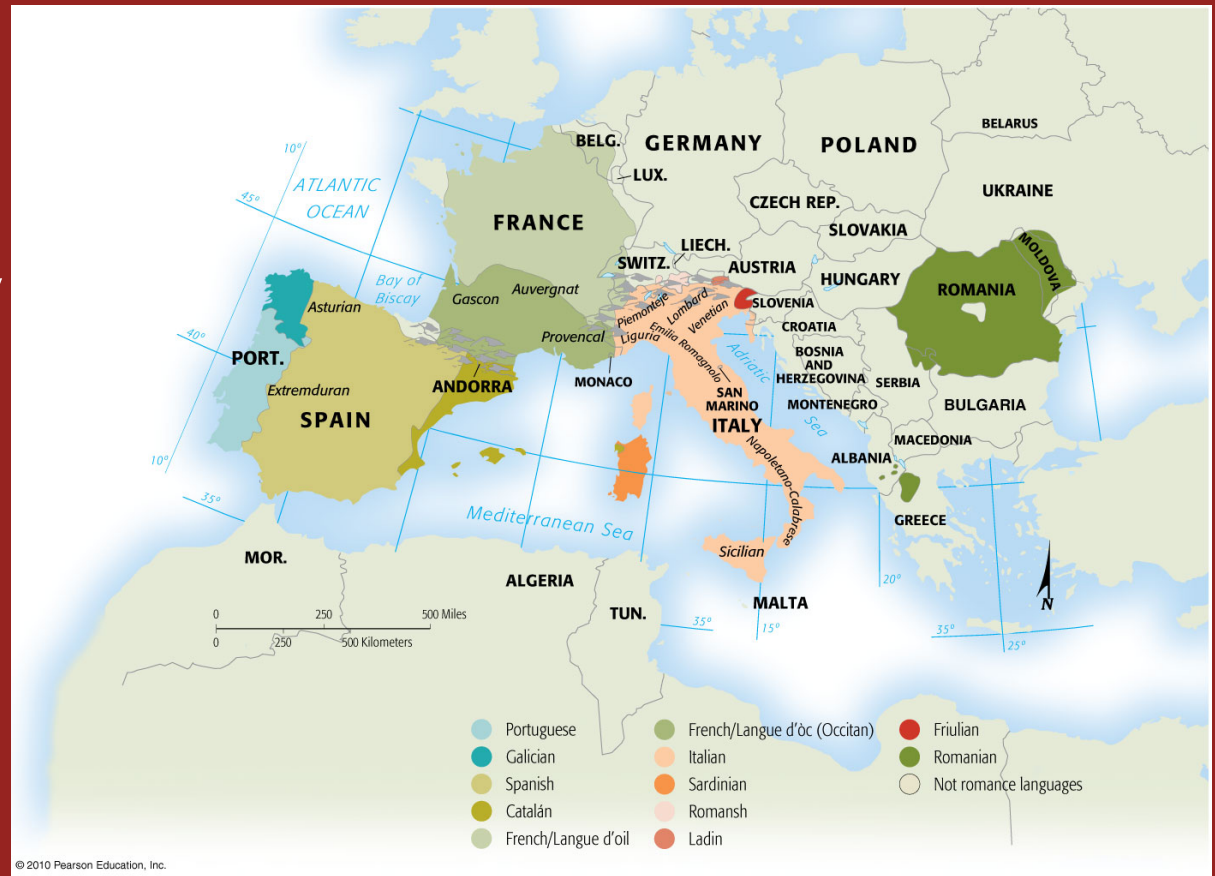 BELARUS
BELG.
GERMANY
POLAND
LUX.
10°
ATLANTIC
OCEAN
45°
UKRAINE
CZECH REP.
FRANCE
SLOVAKIA
LIECH.
SWITZ.
AUSTRIA
MOLDOVA
HUNGARY
ROMANIA
Bay of
Biscay
Gascon
Auvergnat
Asturian
Piemonteje
Lombard
Venetian
SLOVENIA
CROATIA
40°
PORT.
Provencal
Liguria
Emilia Romagnolo
Adriatic
Sea
BOSNIA
AND
HERZEGOVINA
SERBIA
MONACO
ANDORRA
Extremduran
SPAIN
SAN
MARINO
MONTENEGRO
BULGARIA
ITALY
MACEDONIA
ALBANIA
Napoletano-Calabrese
10°
35°
Mediterranean Sea
GREECE
MOR.
Sicilian
ALGERIA
TUN.
MALTA
20°
N
0 250 500 Miles
0 250 500 Kilometers
35°
15°
35°
25°
Portuguese
Galician
Spanish
Catalán
French/Langue d'oil
French/Langue d'òc (Occitan)
Italian
Sardinian
Romansh
Ladin
Friulian
Romanian
Not romance languages
© 2010 Pearson Education, Inc.